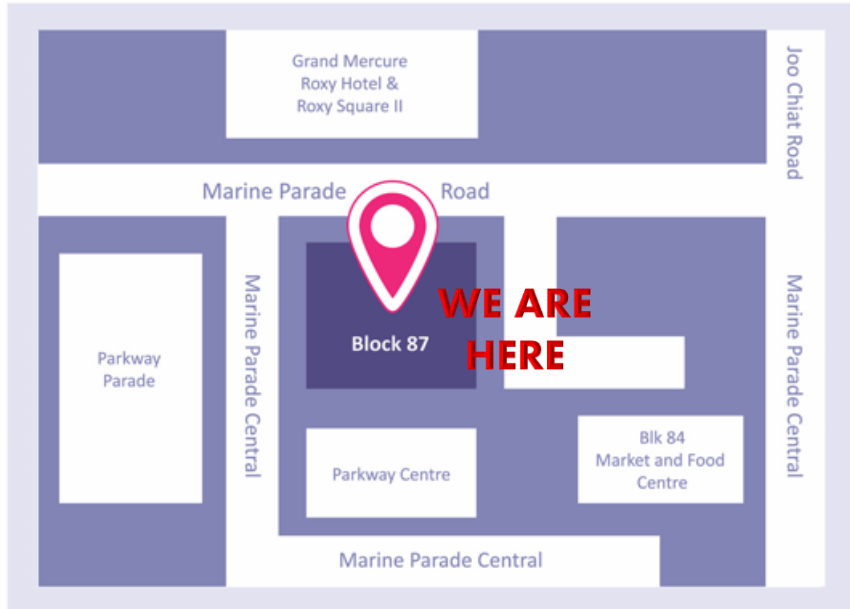 Grand Mercure
Roxy Hotel &
Roxy Square II
Joo Chiat Road
Marine Parade Road
Marine Parade Central
WE ARE
HERE
Block 87
Parkway
Parade
Marine Parade Central
Parkway Centre
Blk 84
Market and Food
Centre
Marine Parade Central